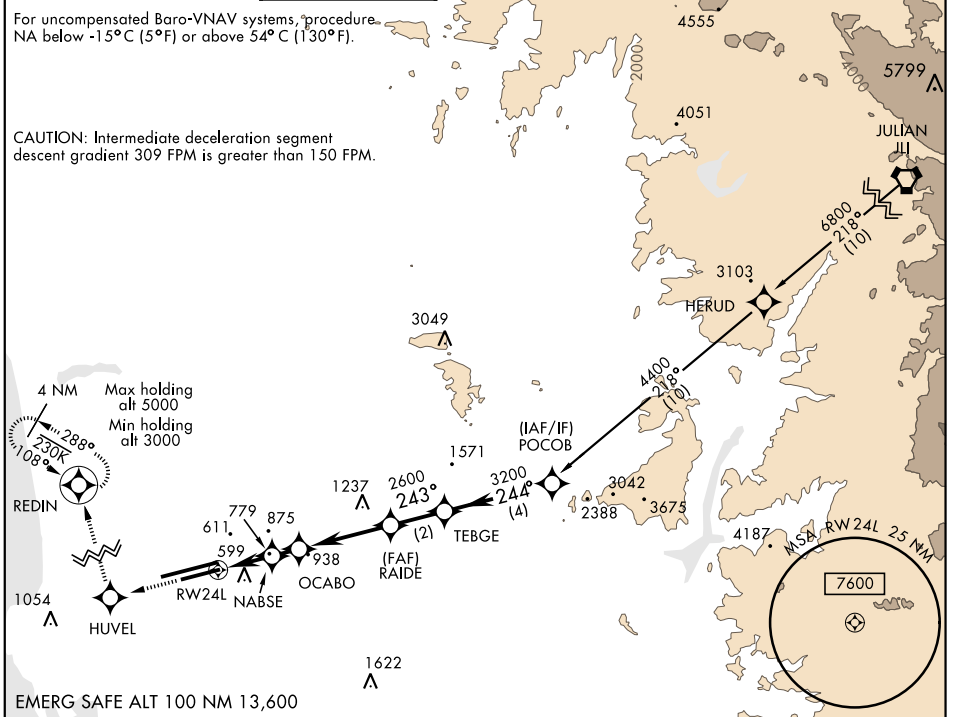 For uncompensated Baro-VNAV systems, procedure
NA below -15°C (5°F) or above 54°C (130°F).
4555
2000
4000
5799
CAUTION: Intermediate deceleration segment
descent gradient 309 FPM is greater than 150 FPM.
4051
JULIAN
JLI
6800
218°
(10)
3103
HERUD
3049
4400
218°
(10)
4 NM
Max holding
alt 5000
Min holding
alt 3000
288°
230K
108°
REDIN
(IAF/IF)
POCOB
1571
2600
243°
(2)
3200
244°
(4)
1237
TEBGE
3042
2388
3675
779
875
611
599
938
(FAF)
RAIDE
OCABO
NABSE
RW24L
4187
MSA RW24L 25 NM
7600
1054
HUVEL
1622
EMERG SAFE ALT 100 NM 13,600